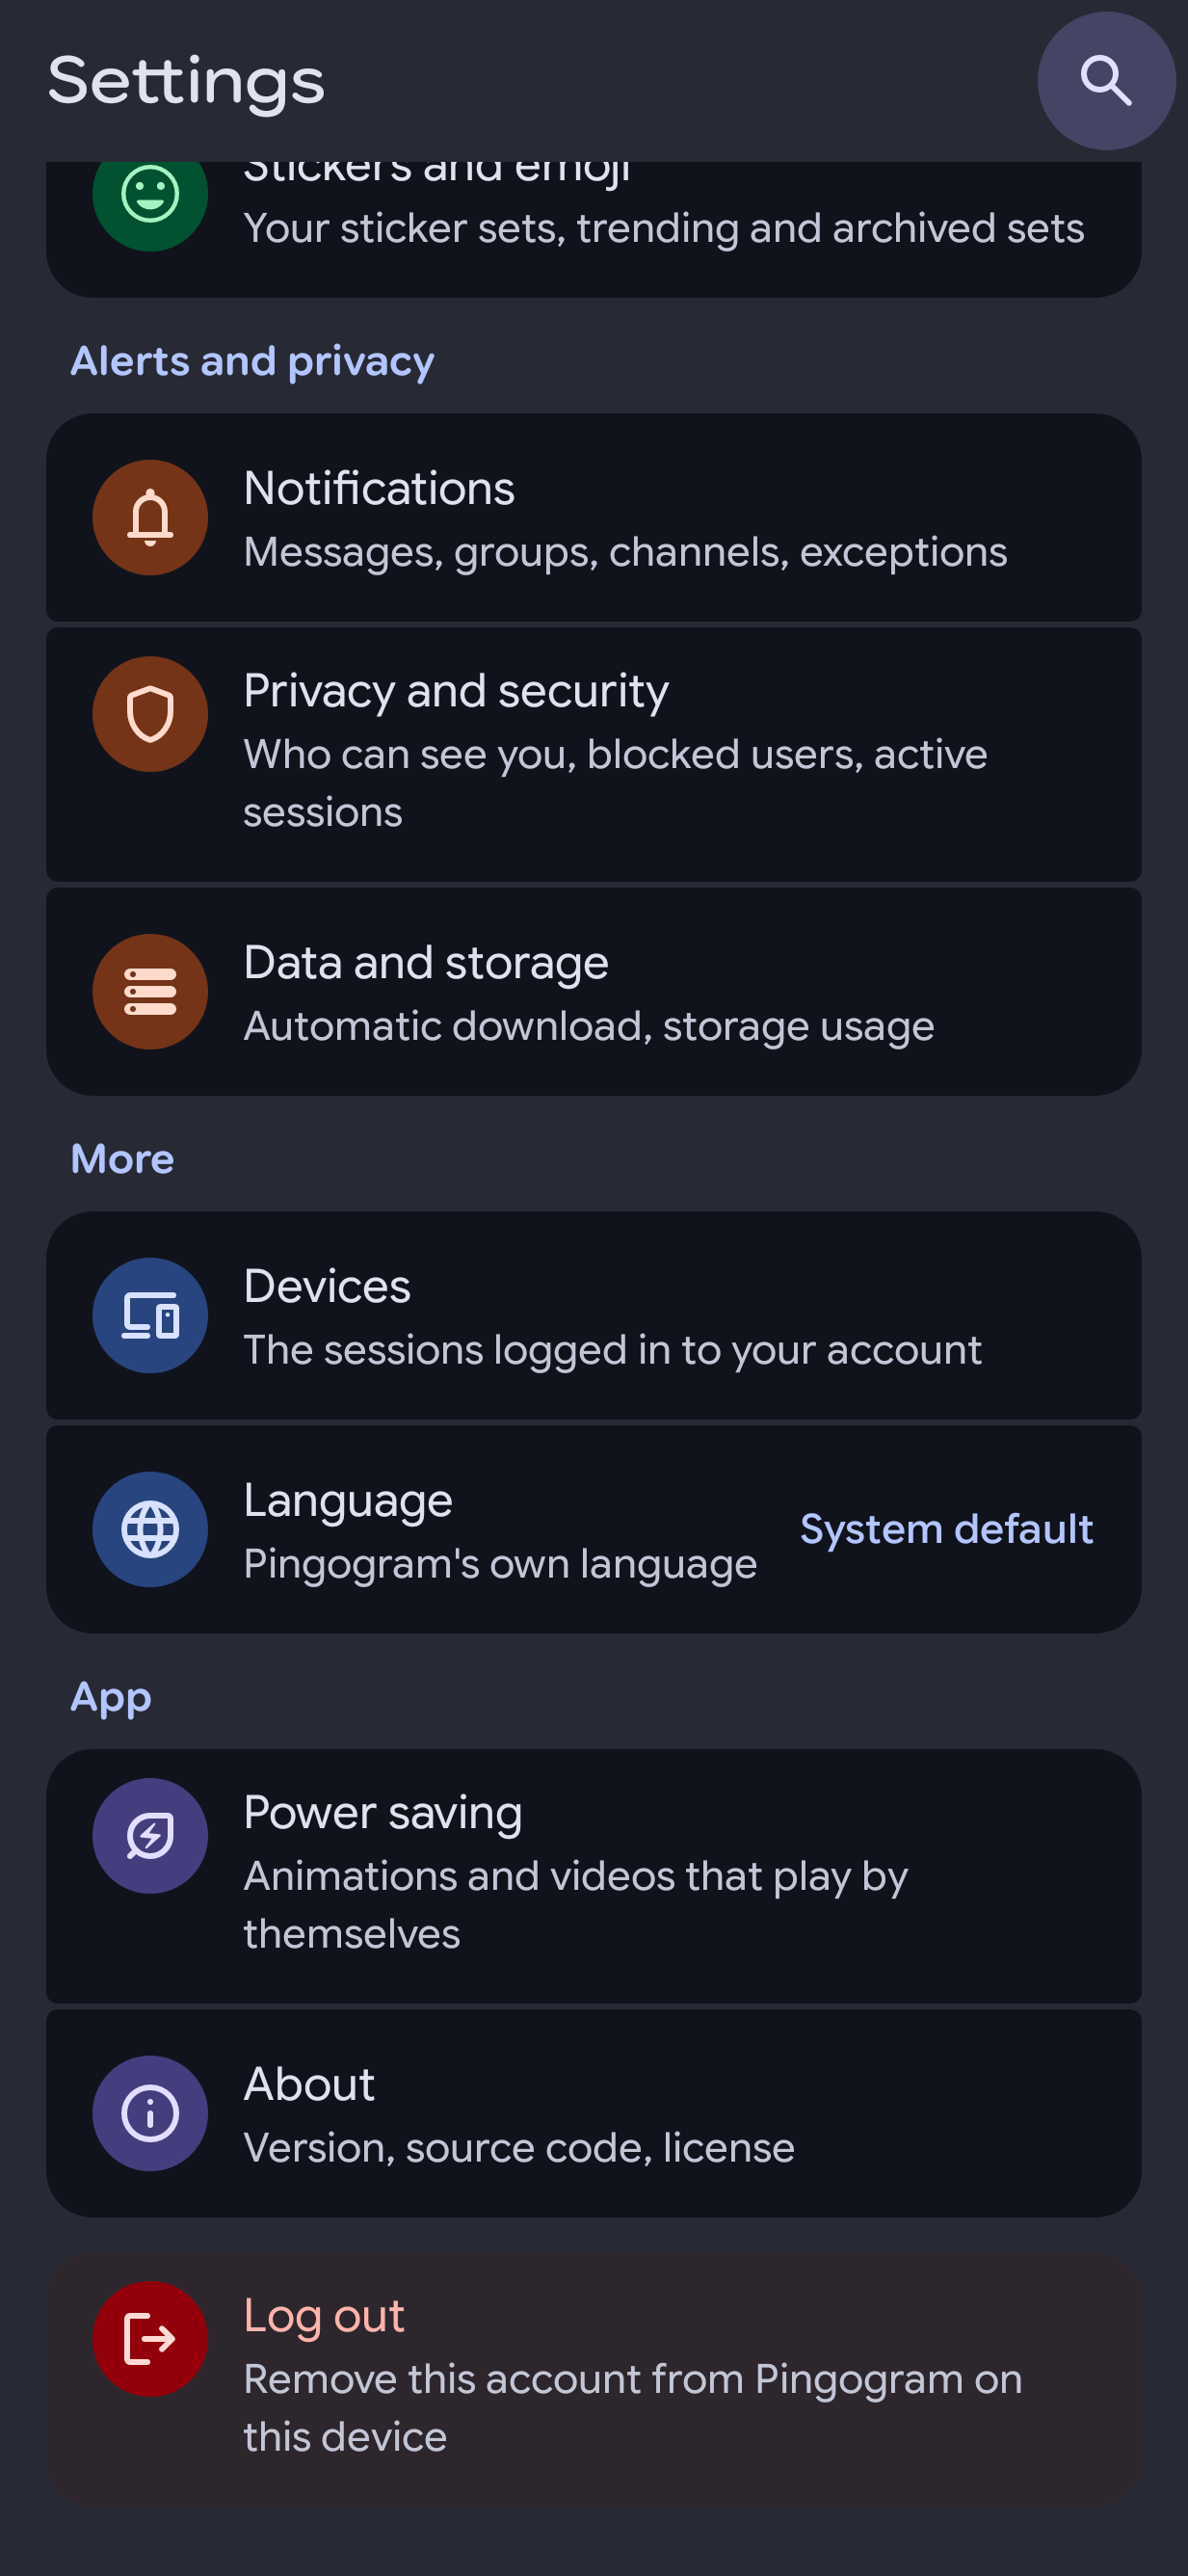 Settings
Stickers and emoji
Your sticker sets, trending and archived sets
Alerts and privacy
Notifications
Messages, groups, channels, exceptions
Privacy and security
Who can see you, blocked users, active
sessions
Data and storage
Automatic download, storage usage
More
Devices
The sessions logged in to your account
Language
Pingogram's own language
System default
App
Power saving
Animations and videos that play by
themselves
About
Version, source code, license
Log out
Remove this account from Pingogram on
this device